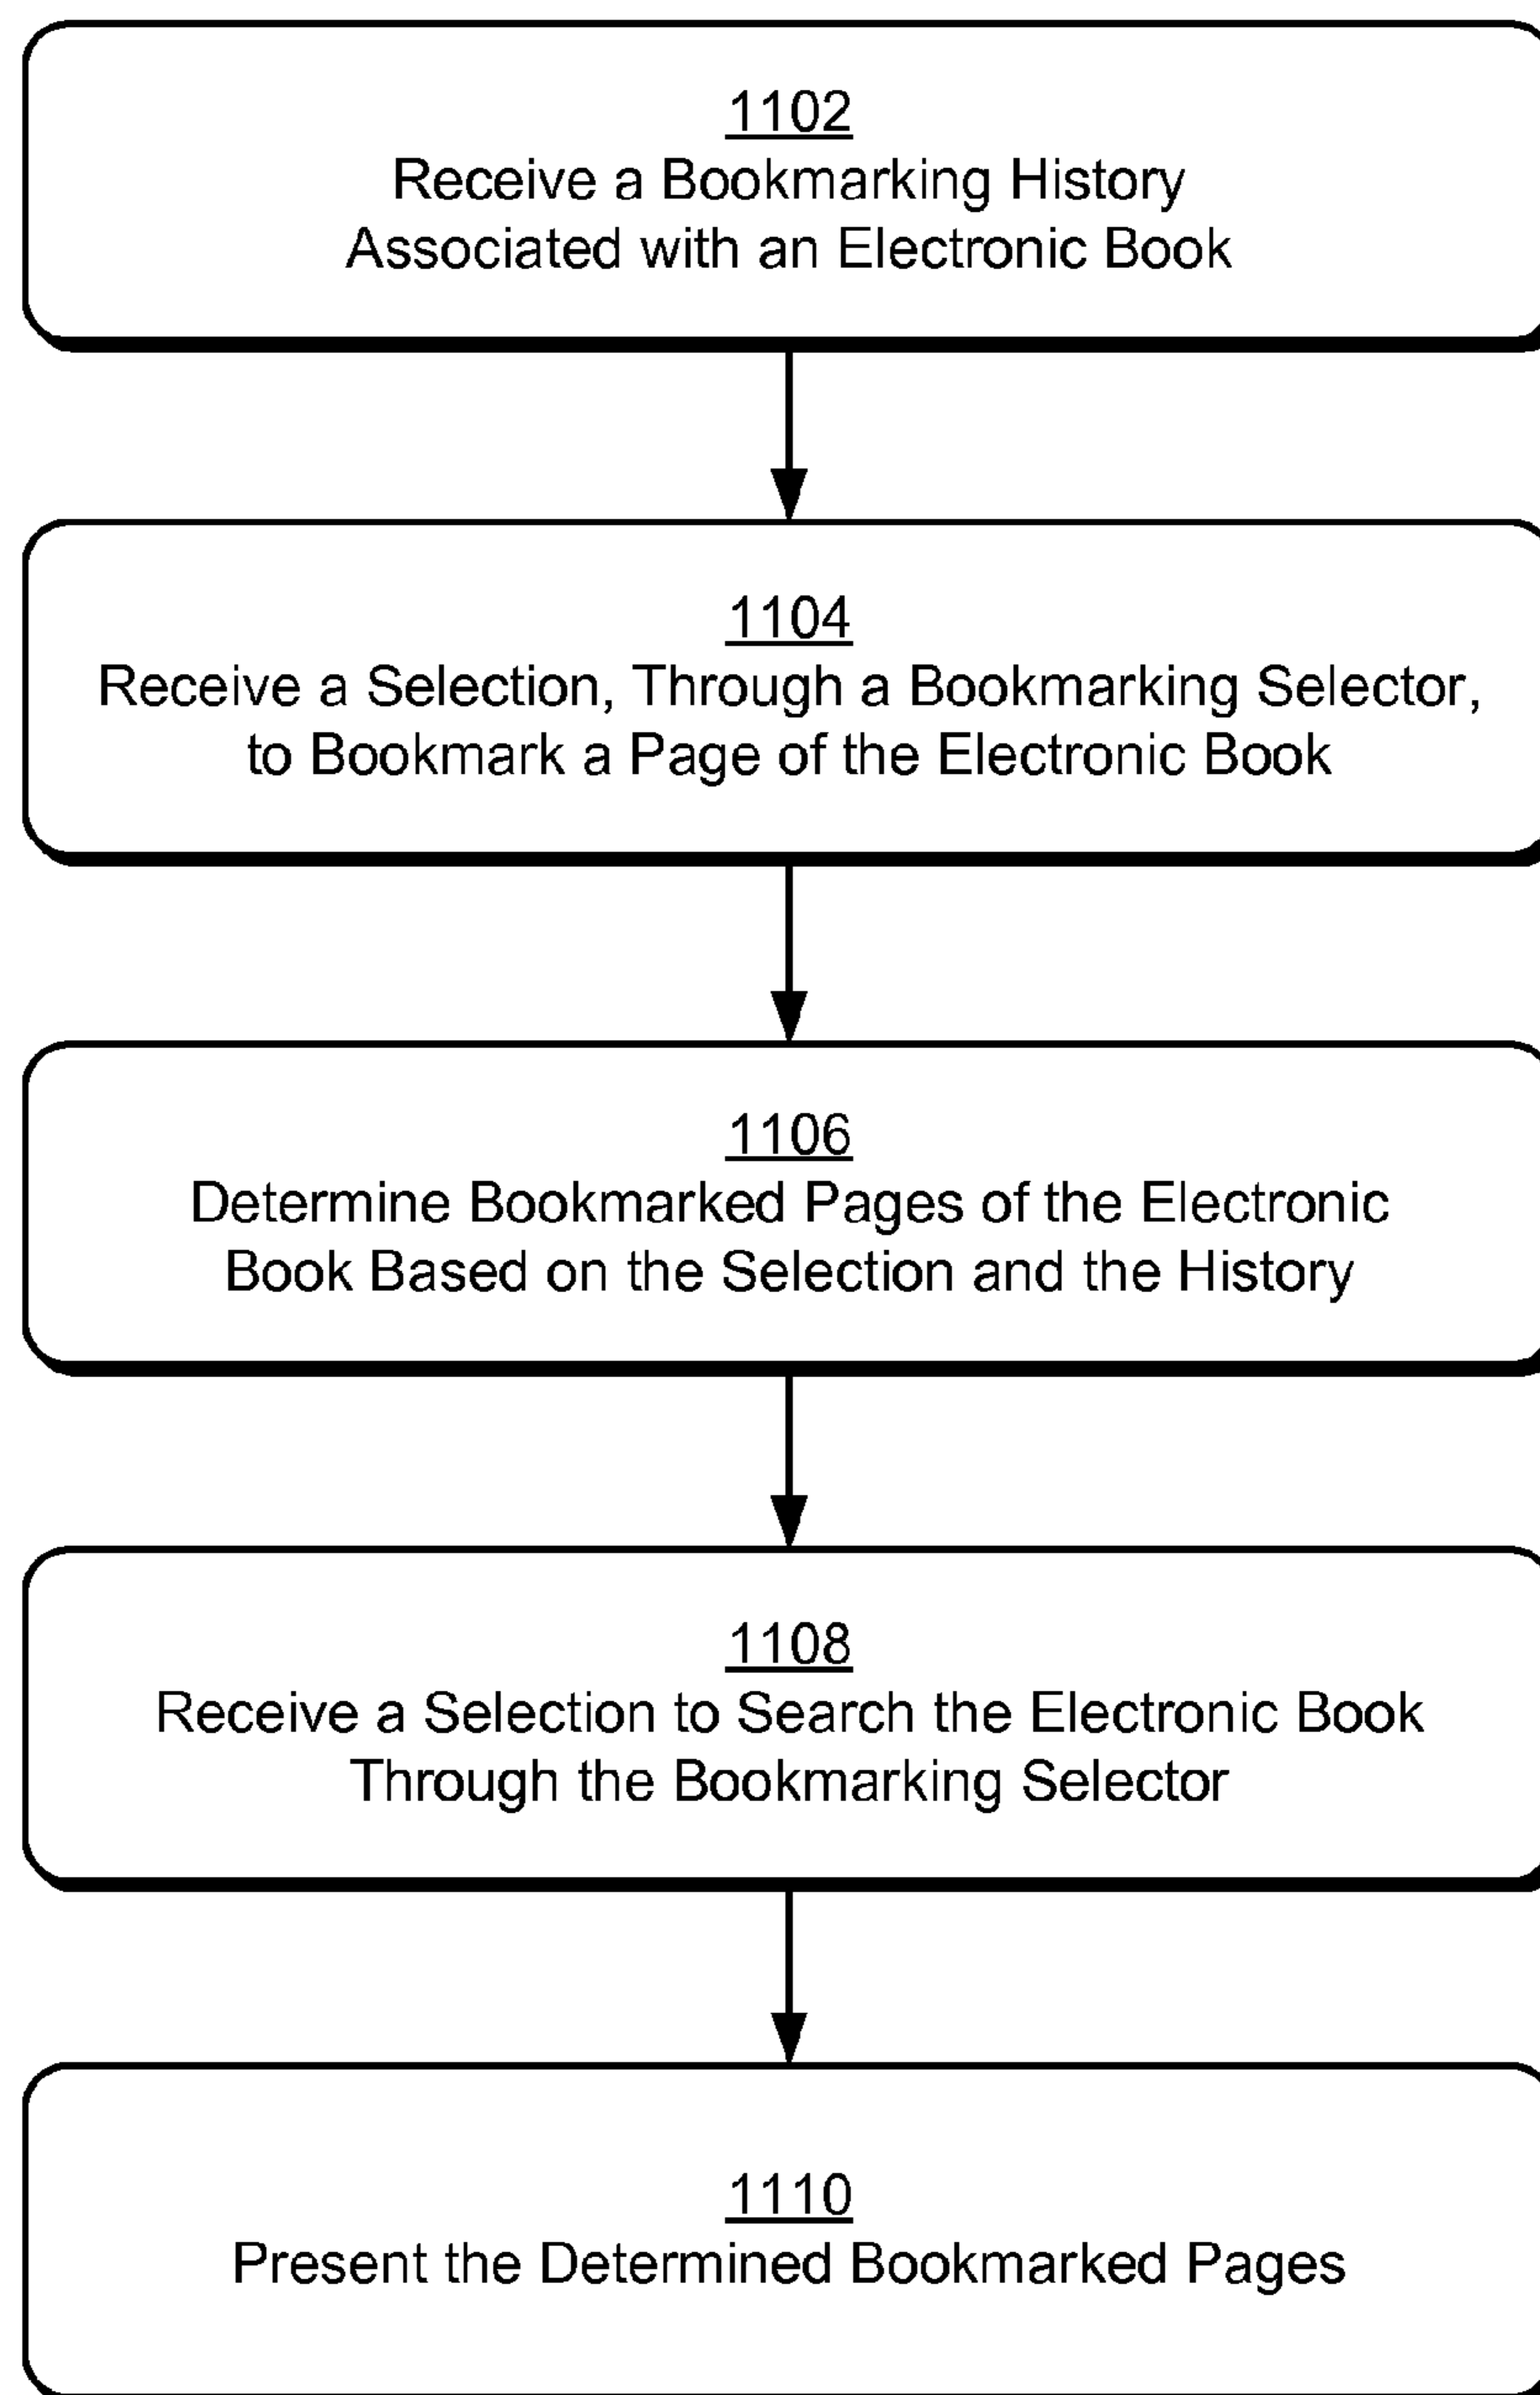 1102
Receive a Bookmarking History
Associated with an Electronic Book
1104
Receive a Selection, Through a Bookmarking Selector,
to Bookmark a Page of the Electronic Book
1106
Determine Bookmarked Pages of the Electronic
Book Based on the Selection and the History
1108
Receive a Selection to Search the Electronic Book
Through the Bookmarking Selector
1110
Present the Determined Bookmarked Pages